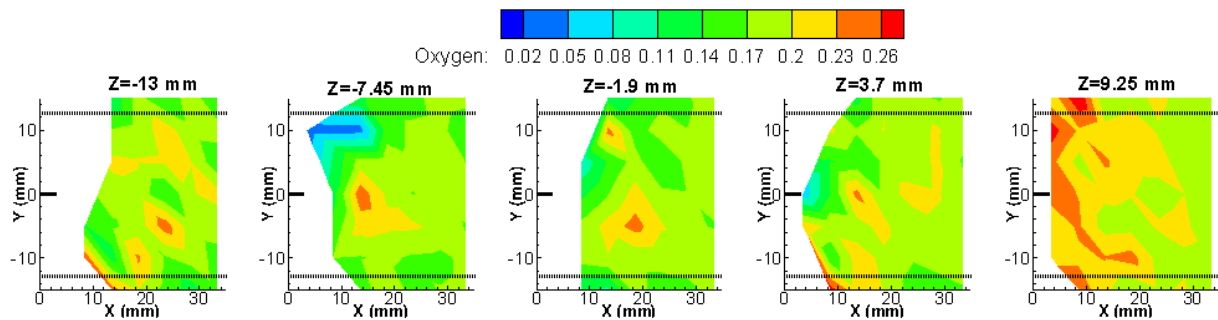 Oxygen: 0.02 0.05 0.08 0.11 0.14 0.17 0.2 0.23 0.26
Z=-13 mm Z=-7.45 mm Z=-1.9 mm Z=3.7 mm Z=9.25 mm
10 10 10 10 10
Y (mm) 0 Y (mm) 0 Y (mm) 0 Y (mm) 0 Y (mm) 0
-10 -10 -10 -10 -10
0 10 20 30 0 10 20 30 0 10 20 30 0 10 20 30 0 10 20 30
X (mm) X (mm) X (mm) X (mm) X (mm)